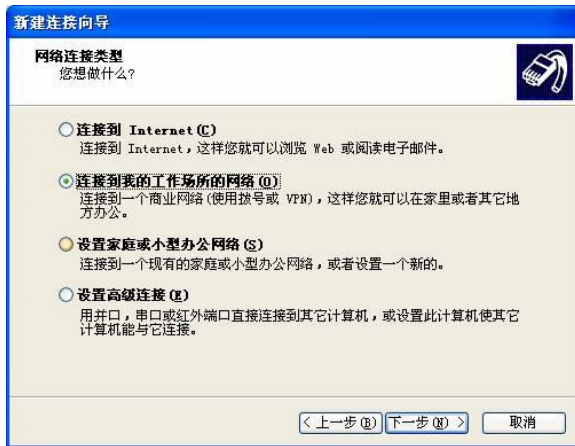 新建连接向导
网络连接类型
您想做什么?
连接到 Internet(C)
连接到 Internet,这样您就可以浏览 Web 或阅读电子邮件。
连接到我的工作场所的网络(O)
连接到一个商业网络(使用拨号或 VPN),这样您就可以在家里或者其它地
方办公。
设置家庭或小型办公网络(S)
连接到一个现有的家庭或小型办公网络,或者设置一个新的。
设置高级连接(E)
用并口,串口或红外端口直接连接到其它计算机,或设置此计算机使其它
计算机能与它连接。
< 上一步(B) 下一步(N) > 取消